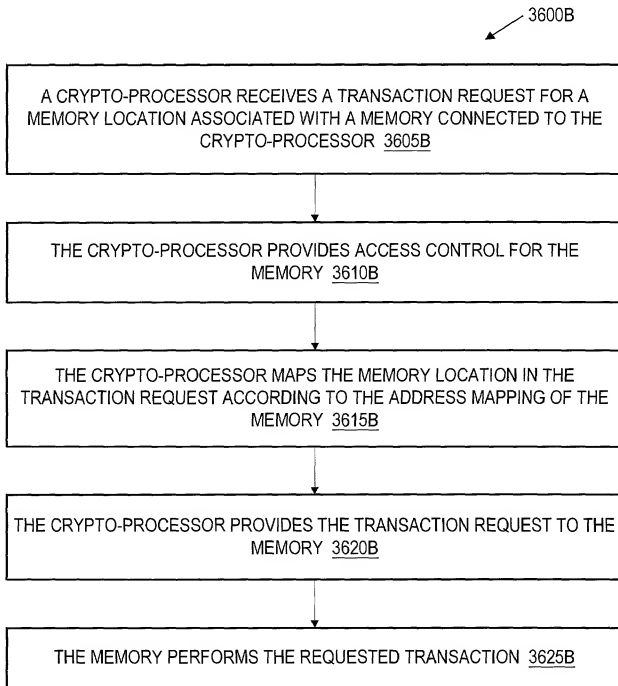 3600B
A CRYPTO-PROCESSOR RECEIVES A TRANSACTION REQUEST FOR A
MEMORY LOCATION ASSOCIATED WITH A MEMORY CONNECTED TO THE
CRYPTO-PROCESSOR 3605B
THE CRYPTO-PROCESSOR PROVIDES ACCESS CONTROL FOR THE
MEMORY 3610B
THE CRYPTO-PROCESSOR MAPS THE MEMORY LOCATION IN THE
TRANSACTION REQUEST ACCORDING TO THE ADDRESS MAPPING OF THE
MEMORY 3615B
THE CRYPTO-PROCESSOR PROVIDES THE TRANSACTION REQUEST TO THE
MEMORY 3620B
THE MEMORY PERFORMS THE REQUESTED TRANSACTION 3625B